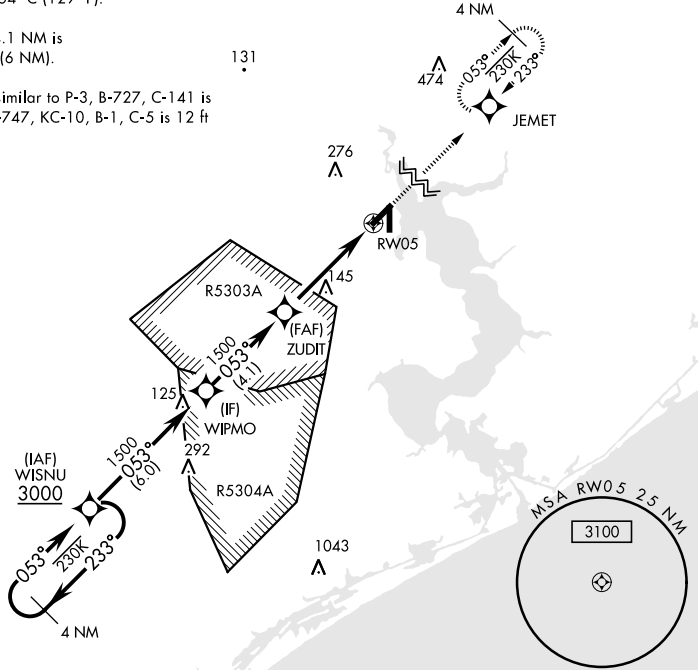 .1 NM is
(6 NM).
similar to P-3, B-727, C-141 is
-747, KC-10, B-1, C-5 is 12 ft
131
4 NM
474
053°
230K
233°
JEMET
276
RW05
145
R5303A
(FAF)
ZUDIT
1500
053°
(4.1)
125
(IF)
WIPMO
292
1500
053°
(6.0)
(IAF)
WISNU
3000
R5304A
053°
230K
233°
4 NM
1043
MSA RW05 25 NM
3100